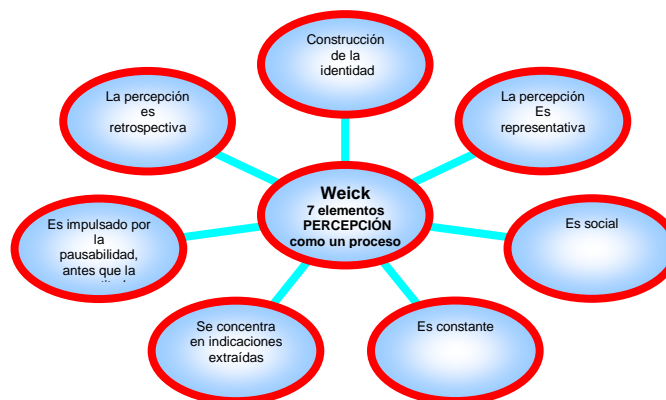 Construcción
de la
identidad
La percepción
es
retrospectiva
La percepción
Es
representativa
Weick
7 elementos
PERCEPCIÓN
como un proceso
Es impulsado por
la
pausabilidad,
antes que la
Es social
Se concentra
en indicaciones
extraídas
Es constante